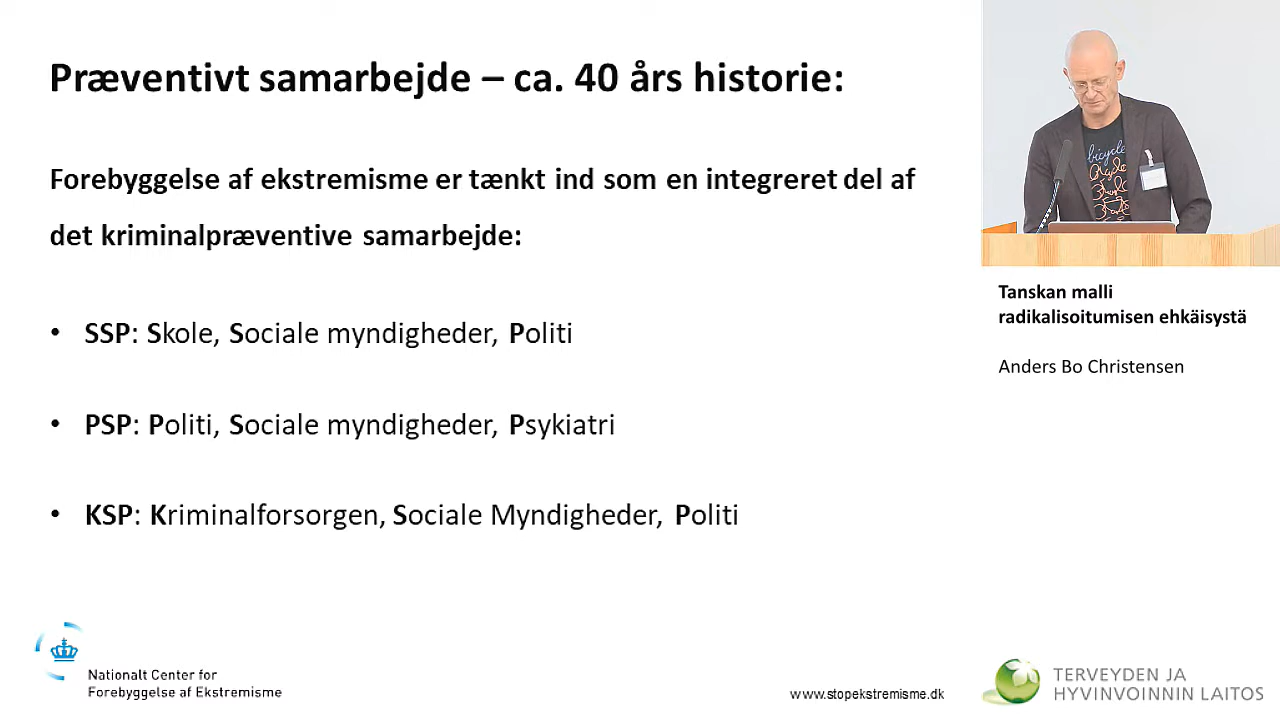 Præventivt samarbejde – ca. 40 års historie:
Forebyggelse af ekstremisme er tænkt ind som en integreret del af
det kriminalpræventive samarbejde:
• SSP: Skole, Sociale myndigheder, Politi
• PSP: Politi, Sociale myndigheder, Psykiatri
• KSP: Kriminalforsorgen, Sociale Myndigheder, Politi
Nationalt Center for
Forebyggelse af Ekstremisme
www.stopekstremisme.dk
bicycle
Tanskan malli
radikalisoitumisen ehkäisystä
Anders Bo Christensen
TERVEYDEN JA
HYVINVOINNIN LAITOS